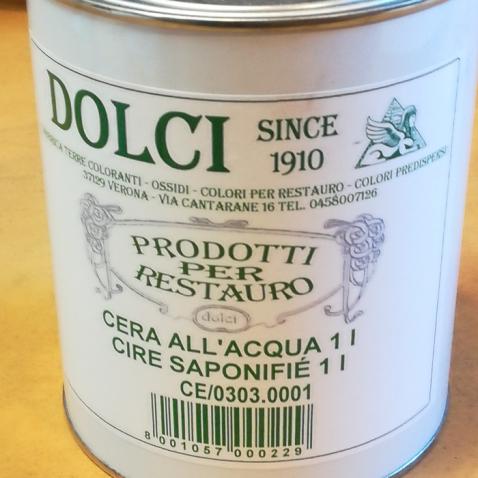 DOLCI
SINCE
1910
FABRICA TERRE COLORANTI - OSSIDI - COLORI PER RESTAURO - COLORI PREDISPERSI
37129 VERONA - VIA CANTARANE 16 TEL. 0458007126
PRODOTTI
PER
RESTAURO
dolci
CERA ALL'ACQUA 1 l
CIRE SAPONIFIÉ 1 l
CE/0303.0001
8 001057 000229